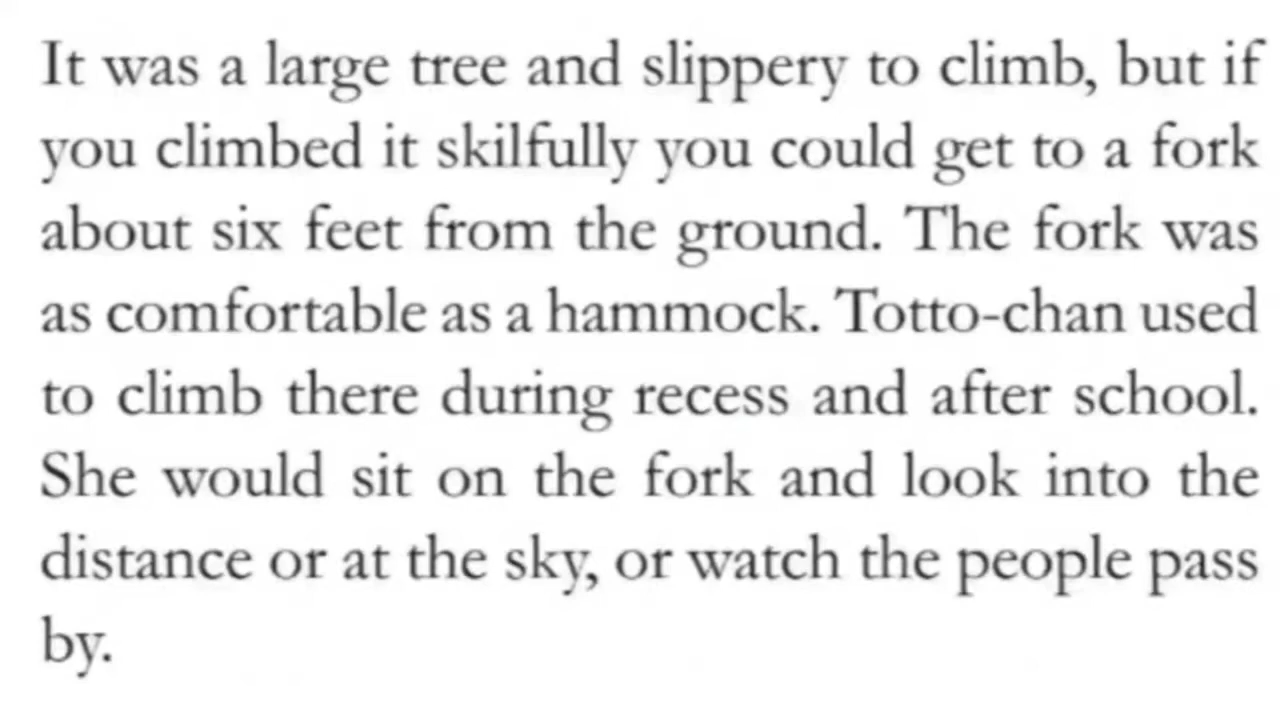 It was a large tree and slippery to climb, but if
you climbed it skilfully you could get to a fork
about six feet from the ground. The fork was
as comfortable as a hammock. Totto-chan used
to climb there during recess and after school.
She would sit on the fork and look into the
distance or at the sky, or watch the people pass
by.